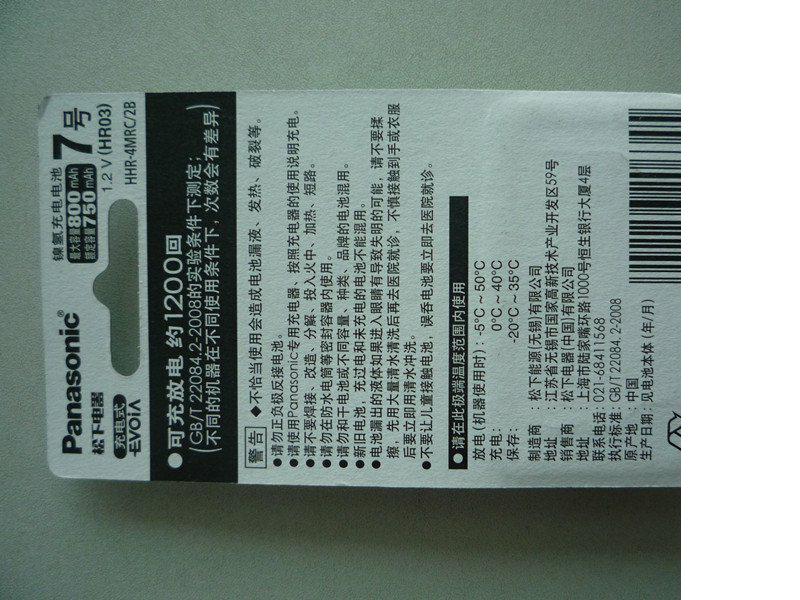 Panasonic
松下电器
充电式
EVOIA
镍氢充电电池
最大容量800mAh
额定容量750mAh
7号
1.2V(HR03)
HHR-4MRC/2B
●可充放电 约1200回
(GB/T 22084.2-2008的实验条件下测定;
不同的机器在不同使用条件下,次数会有差异)
警告 ◆不恰当使用会造成电池漏液、发热、破裂等。
●请勿正负极反接电池。
●请使用Panasonic专用充电器、按照充电器的使用说明充电。
●请不要焊接、改造、分解、投入火中、加热、短路。
●请勿在防水电筒等密封容器内使用。
●请勿和干电池或不同容量、种类、品牌的电池混用。
●新旧电池,充过电和未充电的电池不能混用。
●电池漏出的液体如果进入眼睛有导致失明的可能,请不要揉
擦,先用大量清水清洗后再去医院就诊,不慎接触到手或衣服
后要立即用清水冲洗。
●不要让儿童接触电池。误吞电池要立即去医院就诊。
●请在此极端温度范围内使用
放电(机器使用时):-5°C～50°C
充电: 0°C～40°C
保存: -20°C～35°C
制造商 :松下能源(无锡)有限公司
地址 :江苏省无锡市国家高新技术产业开发区59号
销售商 :松下电器(中国)有限公司
地址 :上海市陆家嘴环路1000号恒生银行大厦4层
联系电话 :021-68411568
执行标准:GB/T 22084.2-2008
原产地 :中国
生产日期:见电池本体(年/月)